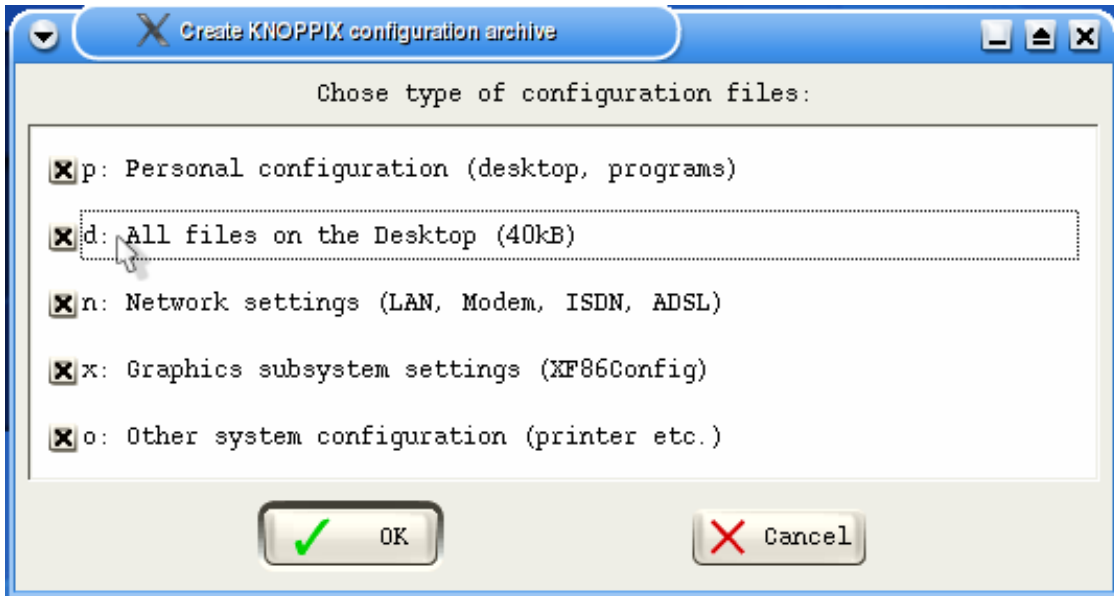 Create KNOPPIX configuration archive
Chose type of configuration files:
p: Personal configuration (desktop, programs)
d: All files on the Desktop (40kB)
n: Network settings (LAN, Modem, ISDN, ADSL)
x: Graphics subsystem settings (XF86Config)
o: Other system configuration (printer etc.)
OK
Cancel